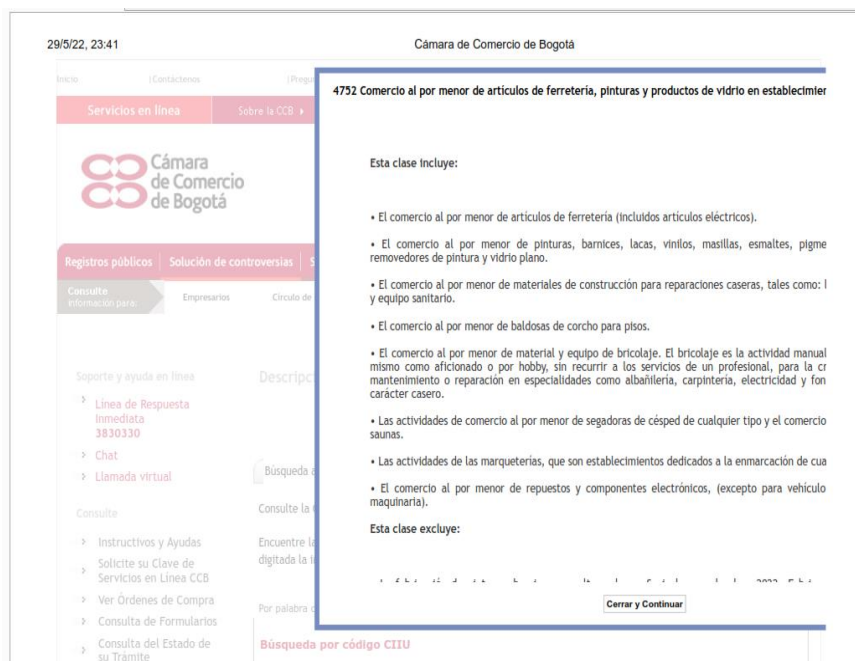 29/5/22, 23:41
Cámara de Comercio de Bogotá
Inicio
|Contáctenos
Servicios en línea
Sobre la CCB
Cámara
de Comercio
de Bogotá
Registros públicos
Solución de controversias
Consulte
información para:
Empresarios
Círculo de
Soporte y ayuda en línea
Línea de Respuesta
Inmediata
3830330
Chat
Llamada virtual
Consulte
Instructivos y Ayudas
Solicite su Clave de
Servicios en Línea CCB
Ver Órdenes de Compra
Consulta de Formularios
Consulta del Estado de
su Trámite
Búsqueda
Consulte la
Encuentre
digitada la
Por palabra
Búsqueda por código CIIU
4752 Comercio al por menor de artículos de ferretería, pinturas y productos de vidrio en
Esta clase incluye:
• El comercio al por menor de artículos de ferretería (incluidos artículos eléctricos).
• El comercio al por menor de pinturas, barnices, lacas, vinilos, masillas, esmaltes,
removedores de pintura y vidrio plano.
• El comercio al por menor de materiales de construcción para reparaciones caseras, tales como:
y equipo sanitario.
• El comercio al por menor de baldosas de corcho para pisos.
• El comercio al por menor de material y equipo de bricolaje. El bricolaje es la actividad manual
mismo como aficionado o por hobby, sin recurrir a los servicios de un profesional, para la
mantenimiento o reparación en especialidades como albañilería, carpintería, electricidad y
carácter casero.
• Las actividades de comercio al por menor de segadoras de césped de cualquier tipo y el comercio
saunas.
• Las actividades de las marqueterías, que son establecimientos dedicados a la enmarcación de
• El comercio al por menor de repuestos y componentes electrónicos, (excepto para vehículo
maquinaria).
Esta clase excluye:
Cerrar y Continuar